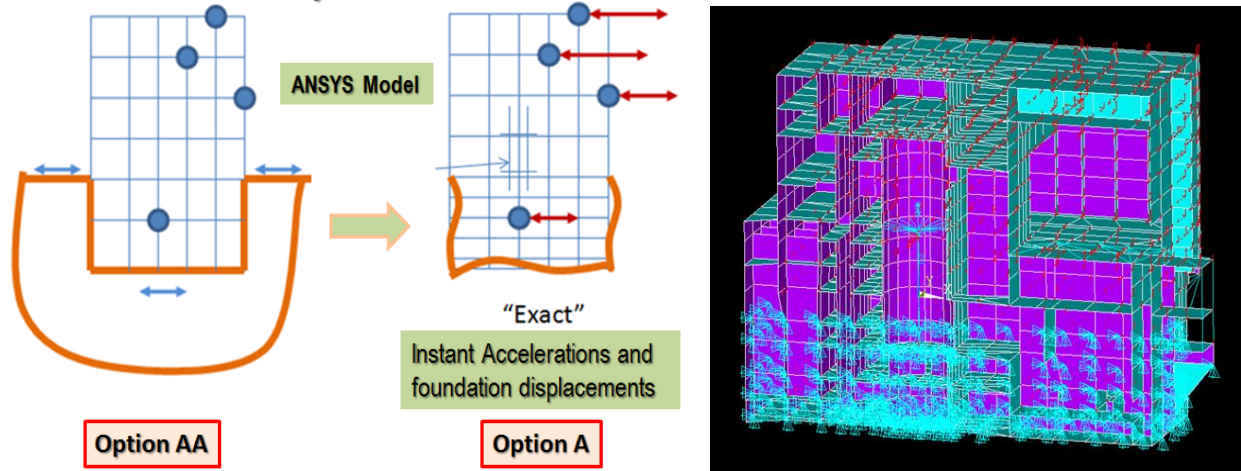 ANSYS Model
"Exact"
Instant Accelerations and
foundation displacements
Option AA
Option A